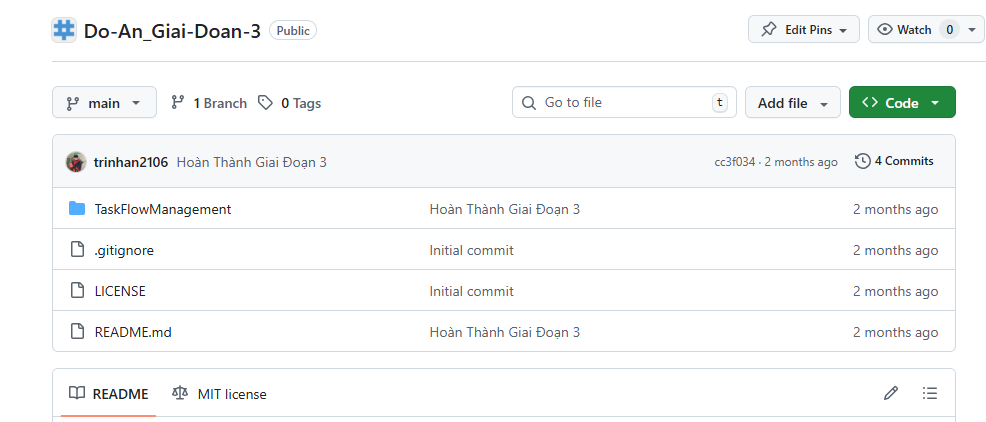 Do-An_Giai-Doan-3 Public Edit Pins Watch 0
main 1 Branch 0 Tags Go to file t Add file Code
trinhan2106 Hoàn Thành Giai Đoạn 3 cc3f034 · 2 months ago 4 Commits
TaskFlowManagement Hoàn Thành Giai Đoạn 3 2 months ago
.gitignore Initial commit 2 months ago
LICENSE Initial commit 2 months ago
README.md Hoàn Thành Giai Đoạn 3 2 months ago
README MIT license